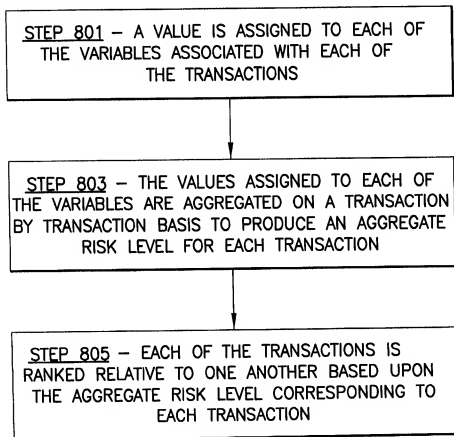 STEP 801 – A VALUE IS ASSIGNED TO EACH OF
THE VARIABLES ASSOCIATED WITH EACH OF
THE TRANSACTIONS
STEP 803 – THE VALUES ASSIGNED TO EACH OF
THE VARIABLES ARE AGGREGATED ON A TRANSACTION
BY TRANSACTION BASIS TO PRODUCE AN AGGREGATE
RISK LEVEL FOR EACH TRANSACTION
STEP 805 – EACH OF THE TRANSACTIONS IS
RANKED RELATIVE TO ONE ANOTHER BASED UPON
THE AGGREGATE RISK LEVEL CORRESPONDING TO
EACH TRANSACTION